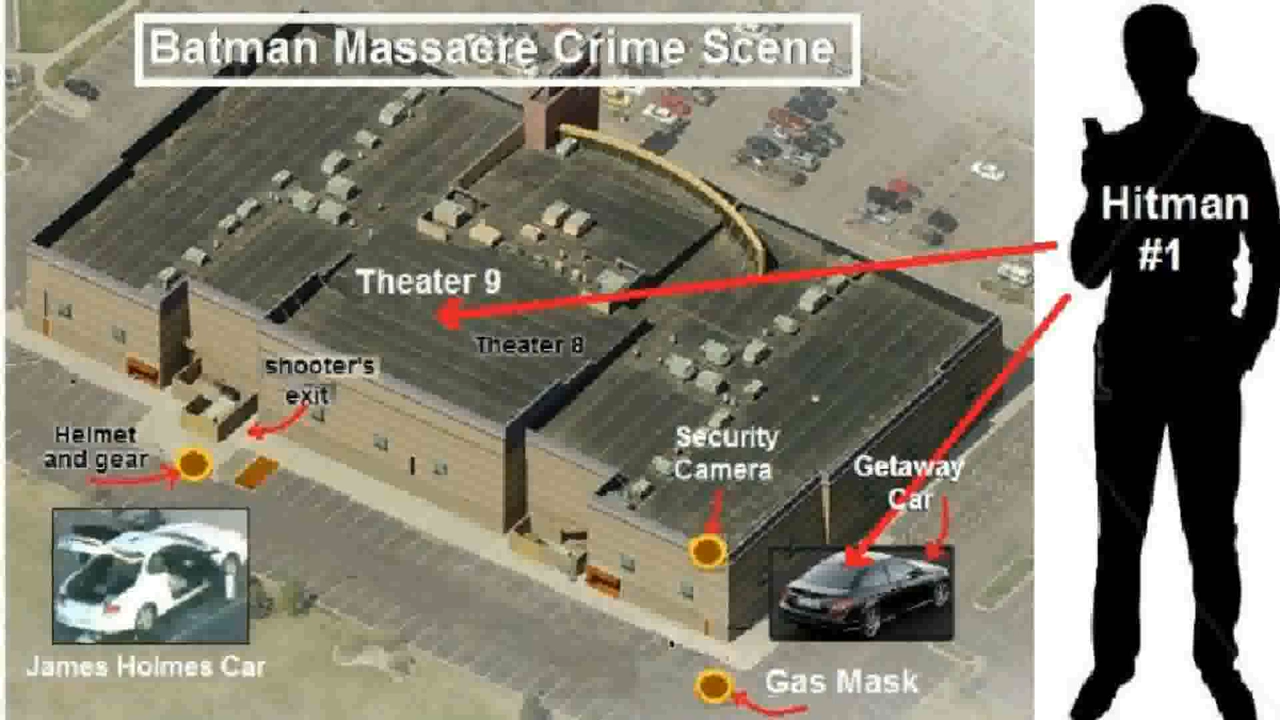 Batman Massacre Crime Scene
Hitman
#1
Theater 9
Theater 8
shooter's
exit
Helmet
and gear
Security
Camera
Getaway
Car
James Holmes Car
Gas Mask